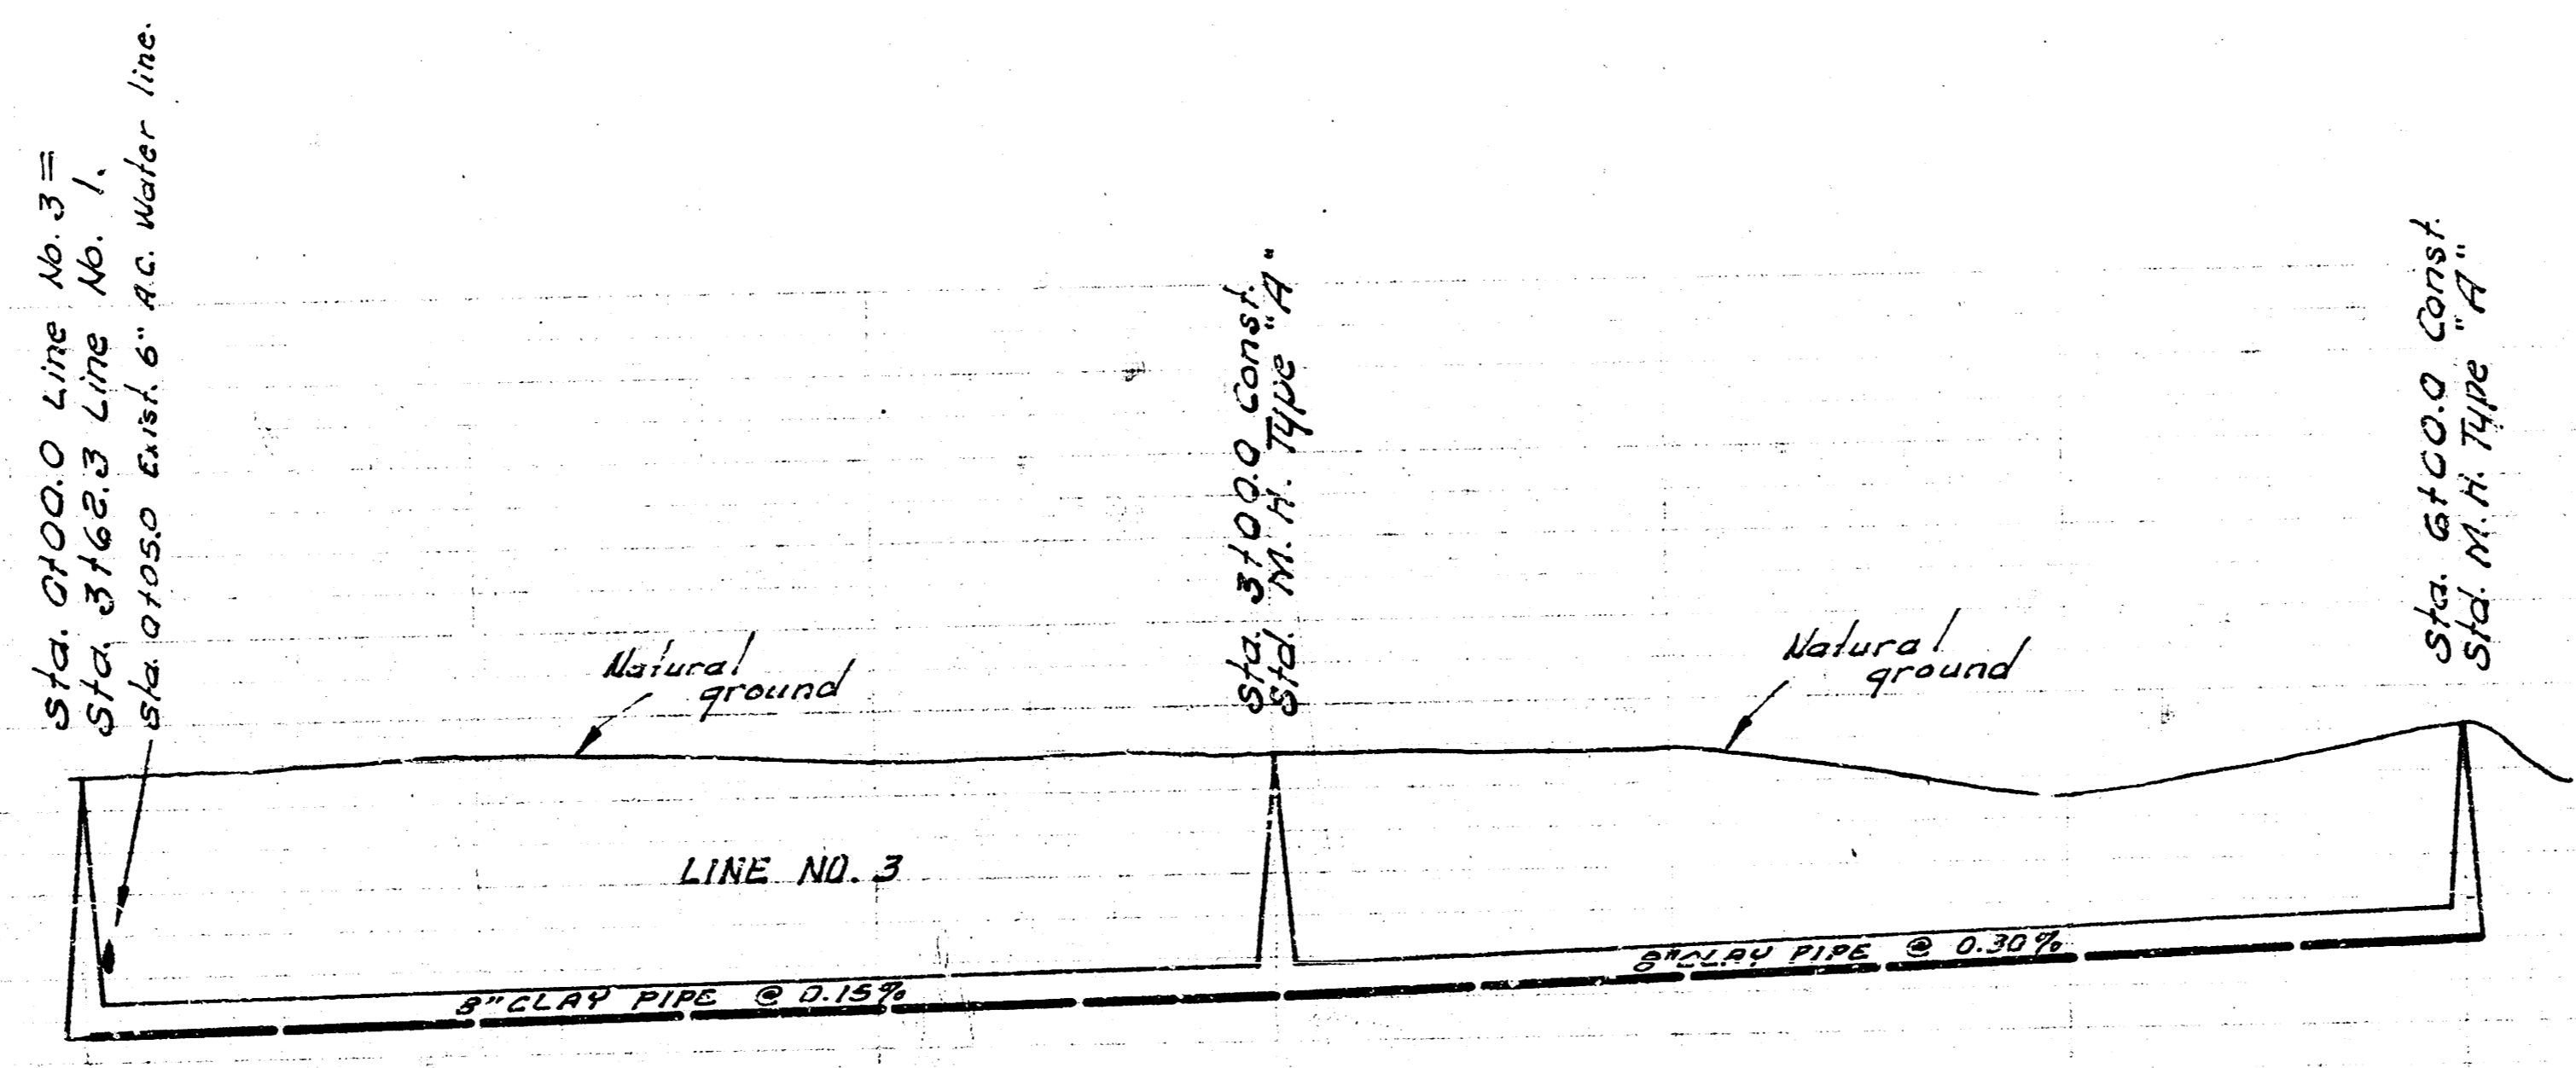 Sta. 0+00.0 Line No. 3 =
Sta. 3+62.3 Line No. 1.
Sta. 0+05.0 Exist. 6" A.C. Water line.
Sta. 3+00.0 Const.
Std. M.H. Type "A"
Sta. 6+00.0 Const.
Std. M.H. Type "A"
Natural
ground
Natural
ground
LINE NO. 3
8" CLAY PIPE @ 0.15%
8" CLAY PIPE @ 0.30%